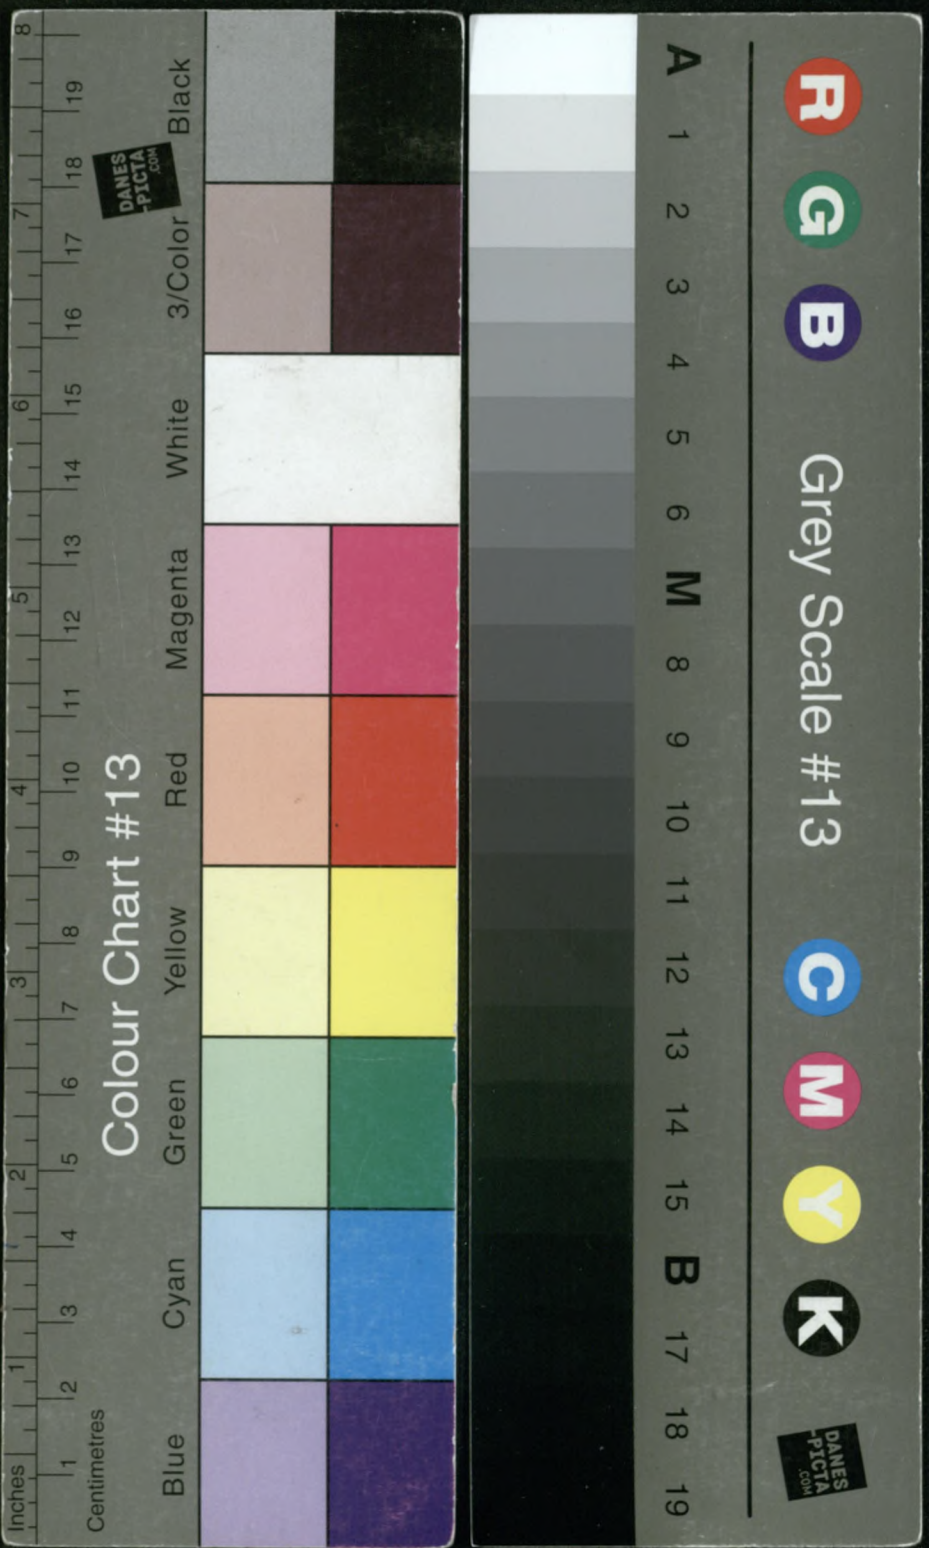 Colour Chart #13
Blue Cyan Green Yellow Red Magenta White 3/Color Black
Centimetres
1 2 3 4 5 6 7 8 9 10 11 12 13 14 15 16 17 18 19
Inches
1 2 3 4 5 6 7 8
DANES
-PICTA
.COM
R G B Grey Scale #13 C M Y K
A 1 2 3 4 5 6 M 8 9 10 11 12 13 14 15 B 17 18 19
DANES
-PICTA
.COM